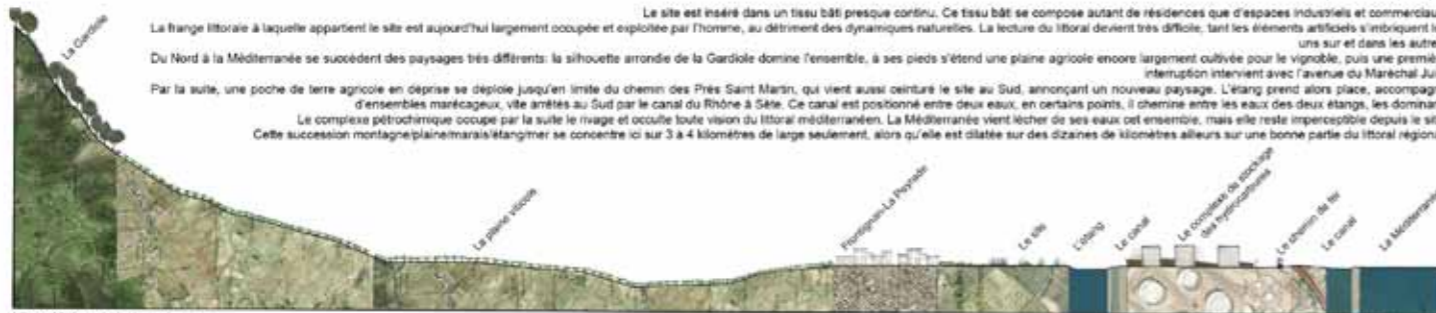 Le site est inséré dans un tissu bâti presque continu. Ce tissu bâti se compose autant de résidences que d'espaces industriels et commerciau
La frange littorale à laquelle appartient le site est aujourd'hui largement occupée et exploitée par l'homme, au détriment des dynamiques naturelles. La lecture du littoral devient très difficile, tant les éléments artificiels s'imbriquent l
uns sur et dans les autre
Du Nord à la Méditerranée se succèdent des paysages très différents: la silhouette arrondie de la Gardiole domine l'ensemble, à ses pieds s'étend une plaine agricole encore largement cultivée pour le vignoble, puis une premiè
interruption intervient avec l'avenue du Maréchal Jui
Par la suite, une poche de terre agricole en déprise se déploie jusqu'en limite du chemin des Prés Saint Martin, qui vient aussi ceinturé le site au Sud, annonçant un nouveau paysage. L'étang prend alors place, accompagn
d'ensembles marécageux, vite arrêtés au Sud par le canal du Rhône à Sète. Ce canal est positionné entre deux eaux, en certains points, il chemine entre les eaux des deux étangs, les dominan
Le complexe pétrochimique occupe par la suite le rivage et occulte toute vision du littoral méditerranéen. La Méditerranée vient lécher de ses eaux cet ensemble, mais elle reste imperceptible depuis le sit
Cette succession montagne/plaine/marais/étang/mer se concentre ici sur 3 à 4 kilomètres de large seulement, alors qu'elle est dilatée sur des dizaines de kilomètres ailleurs sur une bonne partie du littoral régiona
La Gardiole
La plaine viticole
Frontignan-La Peyrade
Le site
L'étang
Le canal
Le complexe de stockage
des hydrocarbures
Le chemin de fer
Le canal
La Méditerrané